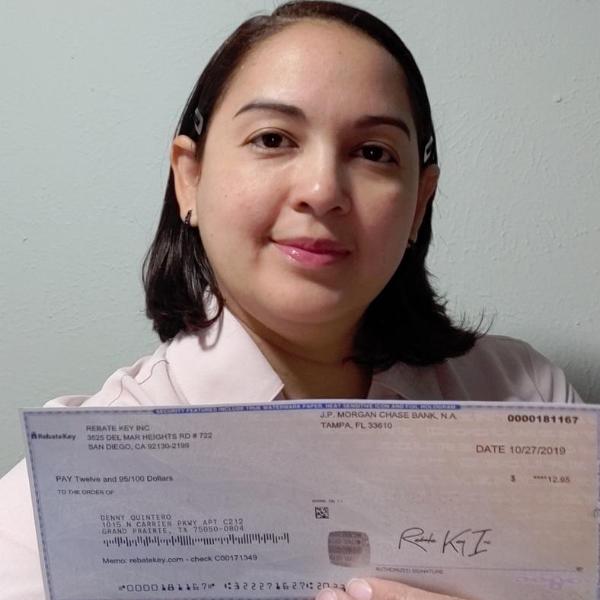 SECURITY FEATURES INCLUDE TRUE WATERMARK PAPER, HEAT SENSITIVE ICON AND FOIL HOLOGRAM
RebateKey
REBATE KEY INC
3525 DEL MAR HEIGHTS RD # 722
SAN DIEGO, CA 92130-2199
J.P. MORGAN CHASE BANK, N.A.
TAMPA, FL 33610
0000181167
DATE 10/27/2019
PAY Twelve and 95/100 Dollars
$ ****12.95
TO THE ORDER OF
DENNY QUINTERO
1015 N CARRIER PKWY APT C212
GRAND PRAIRIE, TX 75050-0804
Memo: rebatekey.com - check C00171349
Rebate Key Inc
AUTHORIZED SIGNATURE